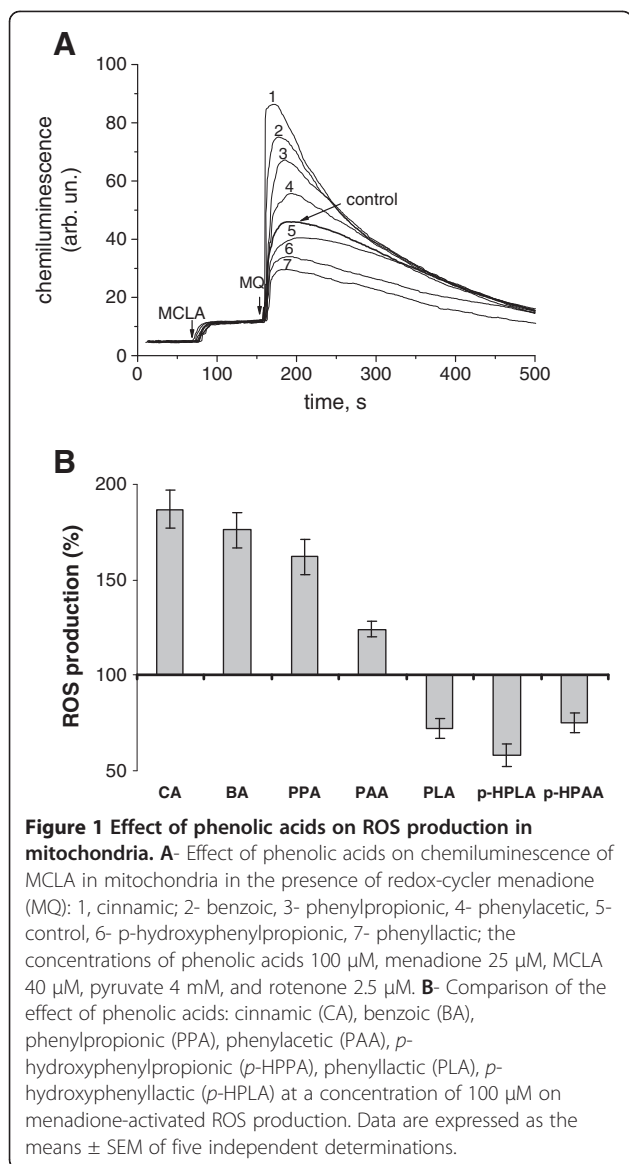 A
100
80
60
40
20
0
chemiluminescence
(arb. un.)
1
2
3
4
control
5
6
7
MQ
MCLA
0 100 200 300 400 500
time, s
B
200
150
100
50
ROS production (%)
CA BA PPA PAA PLA p-HPLA p-HPAA
Figure 1 Effect of phenolic acids on ROS production in
mitochondria. A- Effect of phenolic acids on chemiluminescence of
MCLA in mitochondria in the presence of redox-cycler menadione
(MQ): 1, cinnamic; 2- benzoic, 3- phenylpropionic, 4- phenylacetic, 5-
control, 6- p-hydroxyphenylpropionic, 7- phenyllactic; the
concentrations of phenolic acids 100 μM, menadione 25 μM, MCLA
40 μM, pyruvate 4 mM, and rotenone 2.5 μM. B- Comparison of the
effect of phenolic acids: cinnamic (CA), benzoic (BA),
phenylpropionic (PPA), phenylacetic (PAA), p-
hydroxyphenylpropionic (p-HPPA), phenyllactic (PLA), p-
hydroxyphenyllactic (p-HPLA) at a concentration of 100 μM on
menadione-activated ROS production. Data are expressed as the
means ± SEM of five independent determinations.